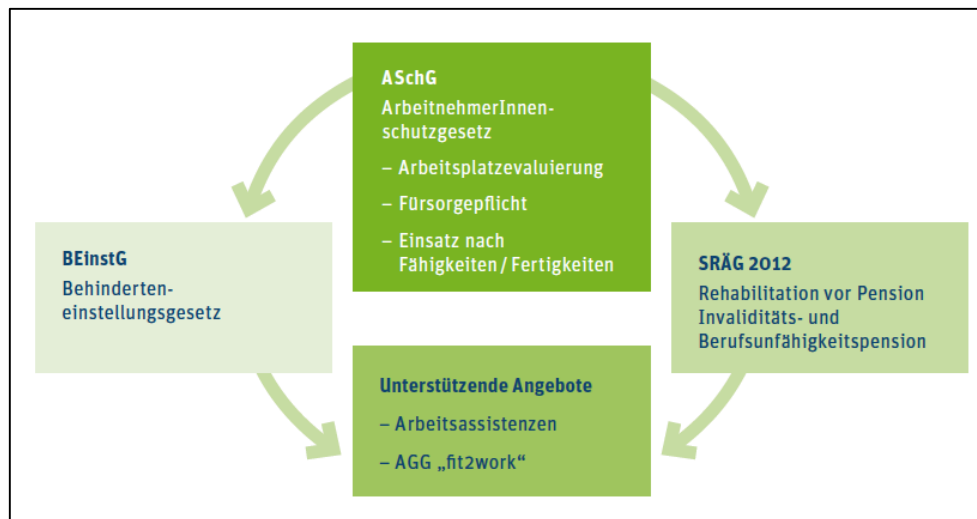 ASchG
ArbeitnehmerInnen-
schutzgesetz
– Arbeitsplatzevaluierung
– Fürsorgepflicht
– Einsatz nach
Fähigkeiten / Fertigkeiten
BEinstG
Behinderten-
einstellungsgesetz
SRÄG 2012
Rehabilitation vor Pension
Invaliditäts- und
Berufsunfähigkeitspension
Unterstützende Angebote
– Arbeitsassistenzen
– AGG „fit2work“